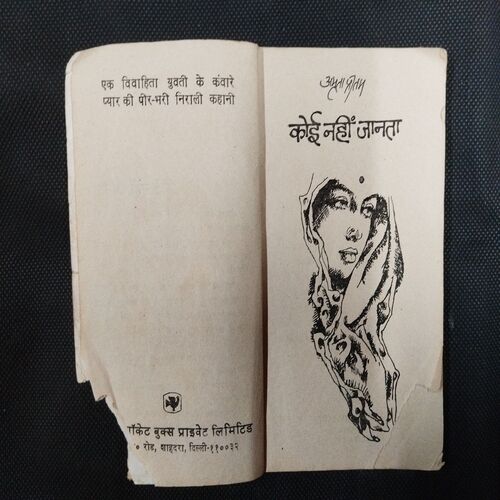 एक विवाहिता युवती के कंवारे
प्यार की पीर-भरी निराली कहानी
पॉकेट बुक्स प्राइवेट लिमिटिड
रोड, शाहदरा, दिल्ली-११००३२
अमृता प्रीतम
कोई नहीं जानता